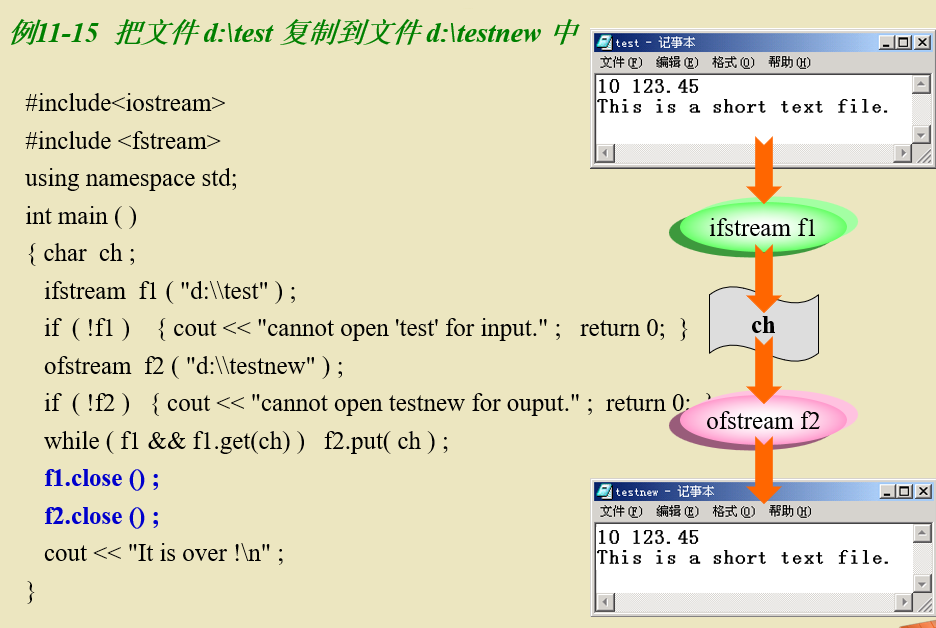 例11-15 把文件 d:\test 复制到文件 d:\testnew 中
#include<iostream>
#include <fstream>
using namespace std;
int main ( )
{ char ch ;
ifstream f1 ( "d:\\test" ) ;
if ( !f1 ) { cout << "cannot open 'test' for input." ; return 0; }
ofstream f2 ( "d:\\testnew" ) ;
if ( !f2 ) { cout << "cannot open testnew for ouput." ; return 0; }
while ( f1 && f1.get(ch) ) f2.put( ch ) ;
f1.close () ;
f2.close () ;
cout << "It is over !\n" ;
}
test - 记事本
文件(F) 编辑(E) 格式(O) 帮助(H)
10 123.45
This is a short text file.
ifstream f1
ch
ofstream f2
testnew - 记事本
文件(F) 编辑(E) 格式(O) 帮助(H)
10 123.45
This is a short text file.